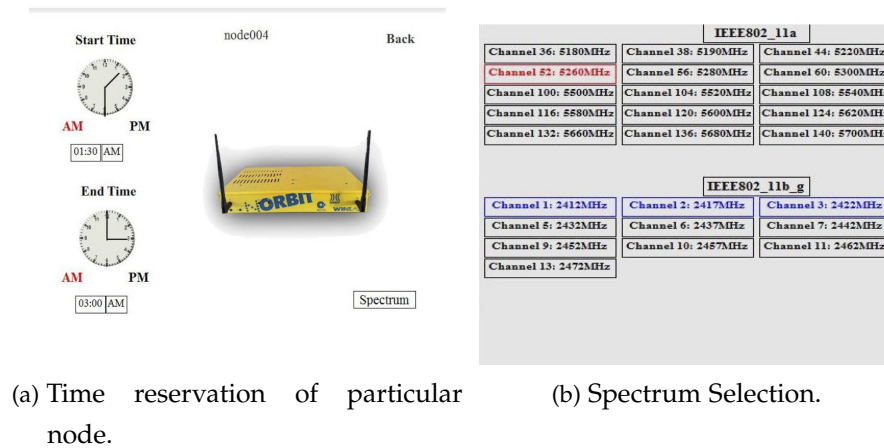 node004
Start Time
Back
AM PM
01:30 AM
End Time
AM PM
03:00 AM
ORBIT
Spectrum
(a) Time reservation of particular
node.
IEEE802_11a
Channel 36: 5180MHz Channel 38: 5190MHz Channel 44: 5220MHz
Channel 52: 5260MHz Channel 56: 5280MHz Channel 60: 5300MHz
Channel 100: 5500MHz Channel 104: 5520MHz Channel 108: 5540MHz
Channel 116: 5580MHz Channel 120: 5600MHz Channel 124: 5620MHz
Channel 132: 5660MHz Channel 136: 5680MHz Channel 140: 5700MHz
IEEE802_11b_g
Channel 1: 2412MHz Channel 2: 2417MHz Channel 3: 2422MHz
Channel 5: 2432MHz Channel 6: 2437MHz Channel 7: 2442MHz
Channel 9: 2452MHz Channel 10: 2457MHz Channel 11: 2462MHz
Channel 13: 2472MHz
(b) Spectrum Selection.